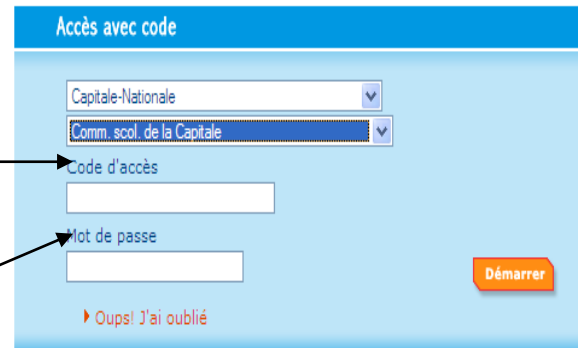 Accès avec code
Capitale-Nationale
Comm. scol. de la Capitale
Code d'accès
Mot de passe
Démarrer
Oups! J'ai oublié